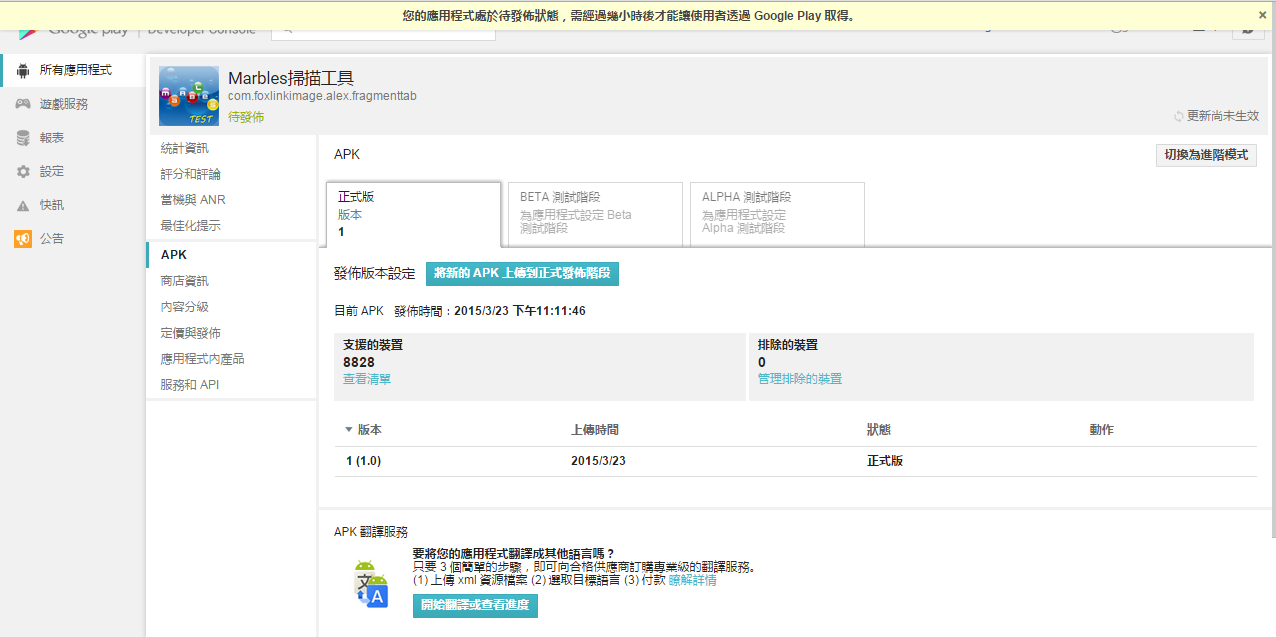 您的應用程式處於待發佈狀態，需經過幾小時後才能讓使用者透過 Google Play 取得。
×
Google play | Developer Console
所有應用程式
遊戲服務
報表
設定
快訊
公告
TEST
Marbles掃描工具
com.foxlinkimage.alex.fragmenttab
待發佈
更新尚未生效
統計資訊
評分和評論
當機與 ANR
最佳化提示
APK
商店資訊
內容分級
定價與發佈
應用程式內產品
服務和 API
APK
切換為進階模式
正式版
版本
1
BETA 測試階段
為應用程式設定 Beta
測試階段
ALPHA 測試階段
為應用程式設定
Alpha 測試階段
發佈版本設定 將新的 APK 上傳到正式發佈階段
目前 APK 發佈時間：2015/3/23 下午11:11:46
支援的裝置
8828
查看清單
排除的裝置
0
管理排除的裝置
版本 上傳時間 狀態 動作
1 (1.0) 2015/3/23 正式版
APK 翻譯服務
要將您的應用程式翻譯成其他語言嗎？
只要 3 個簡單的步驟，即可向合格供應商訂購專業級的翻譯服務。
(1) 上傳 xml 資源檔案 (2) 選取目標語言 (3) 付款 瞭解詳情
開始翻譯或查看進度
文
A